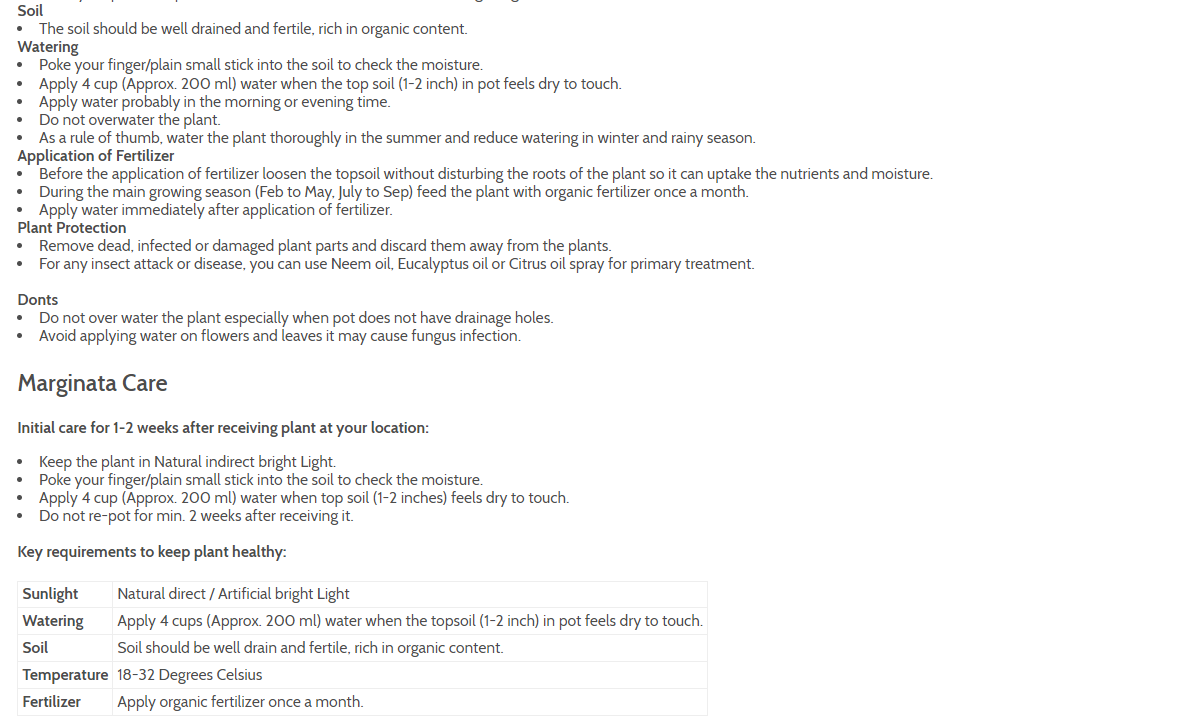 Soil
• The soil should be well drained and fertile, rich in organic content.
Watering
• Poke your finger/plain small stick into the soil to check the moisture.
• Apply 4 cup (Approx. 200 ml) water when the top soil (1-2 inch) in pot feels dry to touch.
• Apply water probably in the morning or evening time.
• Do not overwater the plant.
• As a rule of thumb, water the plant thoroughly in the summer and reduce watering in winter and rainy season.
Application of Fertilizer
• Before the application of fertilizer loosen the topsoil without disturbing the roots of the plant so it can uptake the nutrients and moisture.
• During the main growing season (Feb to May, July to Sep) feed the plant with organic fertilizer once a month.
• Apply water immediately after application of fertilizer.
Plant Protection
• Remove dead, infected or damaged plant parts and discard them away from the plants.
• For any insect attack or disease, you can use Neem oil, Eucalyptus oil or Citrus oil spray for primary treatment.
Donts
• Do not over water the plant especially when pot does not have drainage holes.
• Avoid applying water on flowers and leaves it may cause fungus infection.
Marginata Care
Initial care for 1-2 weeks after receiving plant at your location:
• Keep the plant in Natural indirect bright Light.
• Poke your finger/plain small stick into the soil to check the moisture.
• Apply 4 cup (Approx. 200 ml) water when top soil (1-2 inches) feels dry to touch.
• Do not re-pot for min. 2 weeks after receiving it.
Key requirements to keep plant healthy:
Sunlight Natural direct / Artificial bright Light
Watering Apply 4 cups (Approx. 200 ml) water when the topsoil (1-2 inch) in pot feels dry to touch.
Soil Soil should be well drain and fertile, rich in organic content.
Temperature 18-32 Degrees Celsius
Fertilizer Apply organic fertilizer once a month.